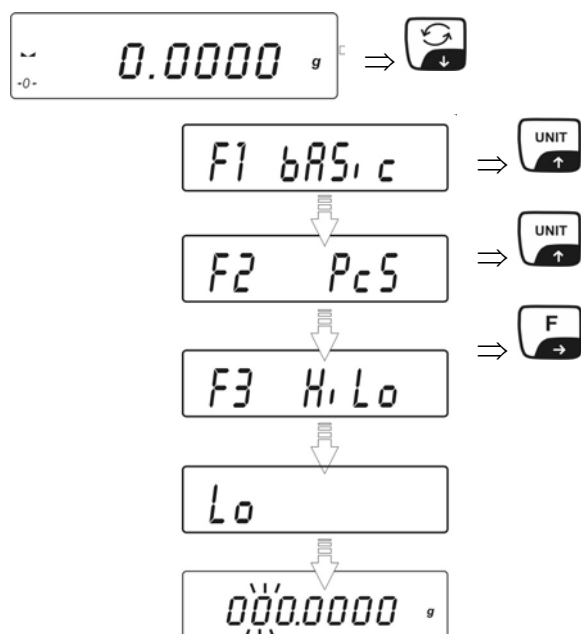 -0- 0.0000 g ⇒ ↓
F1 bASic ⇒ UNIT ↑
F2 PcS ⇒ UNIT ↑
⇒ F →
F3 HiLo
Lo
000.0000 g